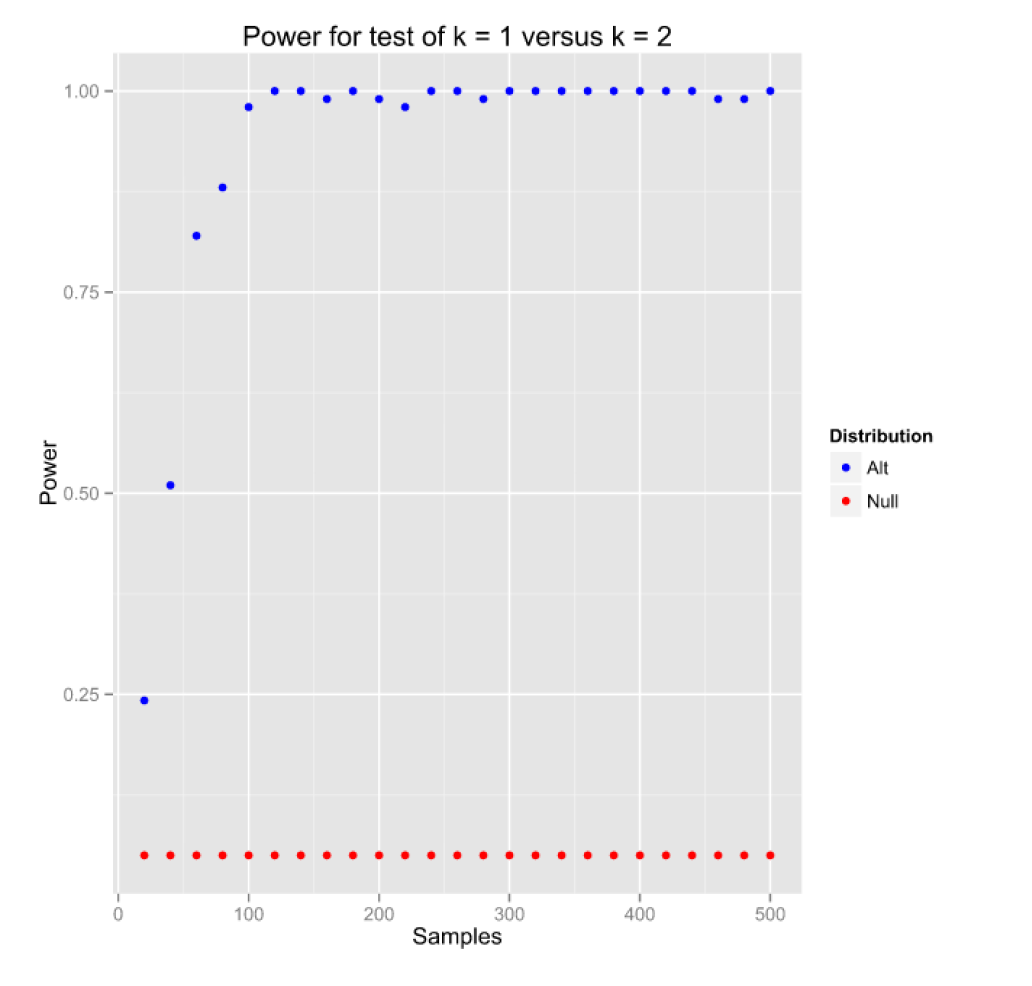 Power for test of k = 1 versus k = 2
1.00
0.75
0.50
0.25
Power
0 100 200 300 400 500
Samples
Distribution
Alt
Null